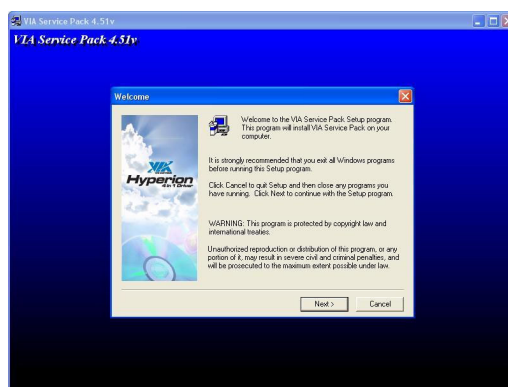 VIA Service Pack 4.51v
VIA Service Pack 4.51v
Welcome
Welcome to the VIA Service Pack Setup program.
This program will install VIA Service Pack on your
computer.
It is strongly recommended that you exit all Windows programs
before running this Setup program.
Click Cancel to quit Setup and then close any programs you
have running. Click Next to continue with the Setup program.
WARNING: This program is protected by copyright law and
international treaties.
Unauthorized reproduction or distribution of this program, or any
portion of it, may result in severe civil and criminal penalties, and
will be prosecuted to the maximum extent possible under law.
VIA
Hyperion
4 in 1 Driver
Next >
Cancel